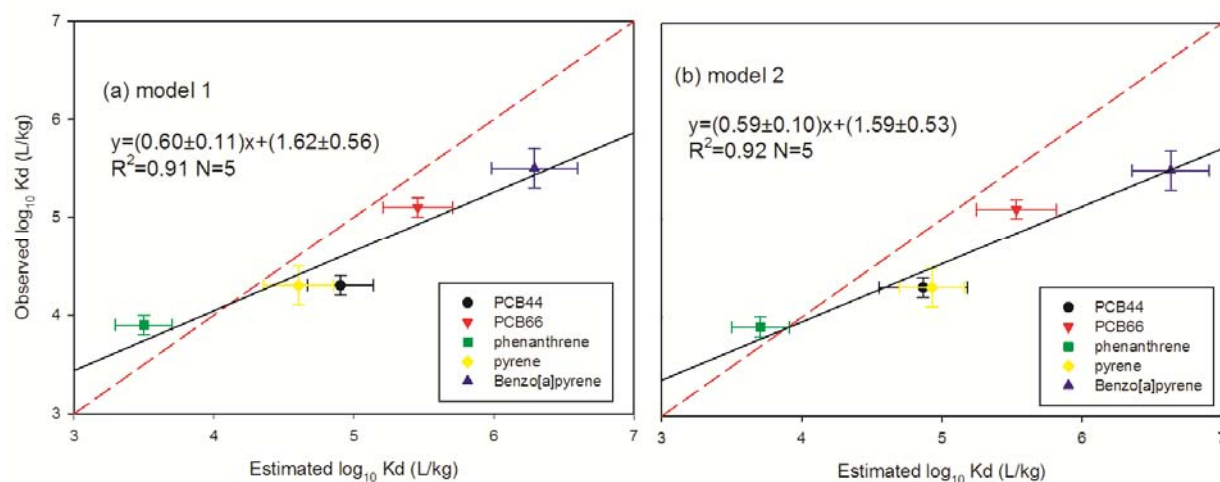 Observed log₁₀ Kd (L/kg)
7
6
5
4
3
(a) model 1
y=(0.60±0.11)x+(1.62±0.56)
R²=0.91 N=5
PCB44
PCB66
phenanthrene
pyrene
Benzo[a]pyrene
3 4 5 6 7
Estimated log₁₀ Kd (L/kg)
(b) model 2
y=(0.59±0.10)x+(1.59±0.53)
R²=0.92 N=5
PCB44
PCB66
phenanthrene
pyrene
Benzo[a]pyrene
3 4 5 6 7
Estimated log₁₀ Kd (L/kg)